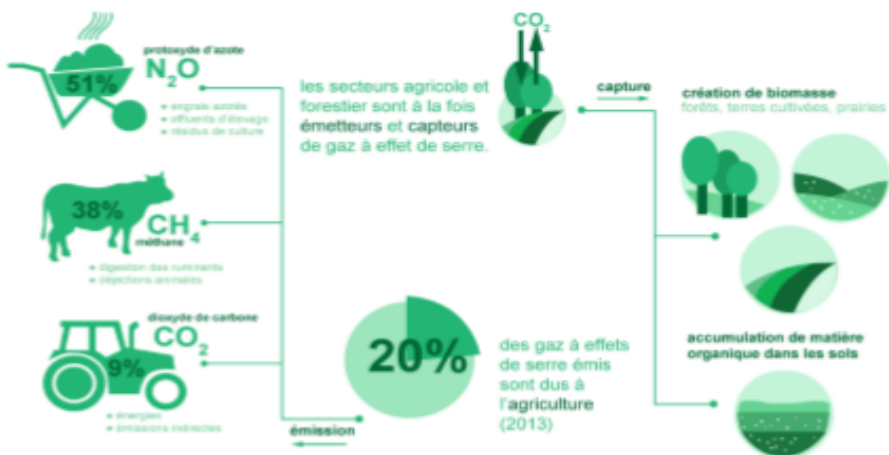 protoxyde d'azote
N2O
51%
• engrais azotés
• effluents d'élevage
• résidus de culture
38%
CH4
méthane
• digestion des ruminants
• déjections animales
dioxyde de carbone
CO2
9%
• énergies
• émissions indirectes
les secteurs agricole et
forestier sont à la fois
émetteurs et capteurs
de gaz à effet de serre.
CO2
20%
des gaz à effets
de serre émis
sont dus à
l'agriculture
(2013)
émission
capture
création de biomasse
forêts, terres cultivées, prairies
accumulation de matière
organique dans les sols